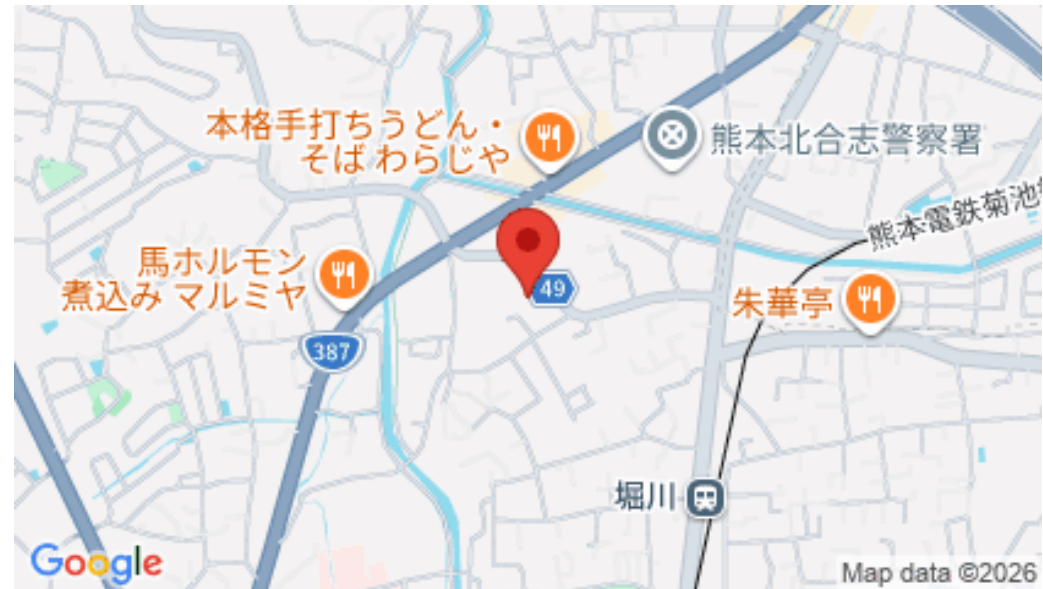 本格手打ちうどん・
そば わらじや
熊本北合志警察署
熊本電鉄菊池
馬ホルモン
煮込み マルミヤ
49
朱華亭
387
堀川
Google
Map data ©2026